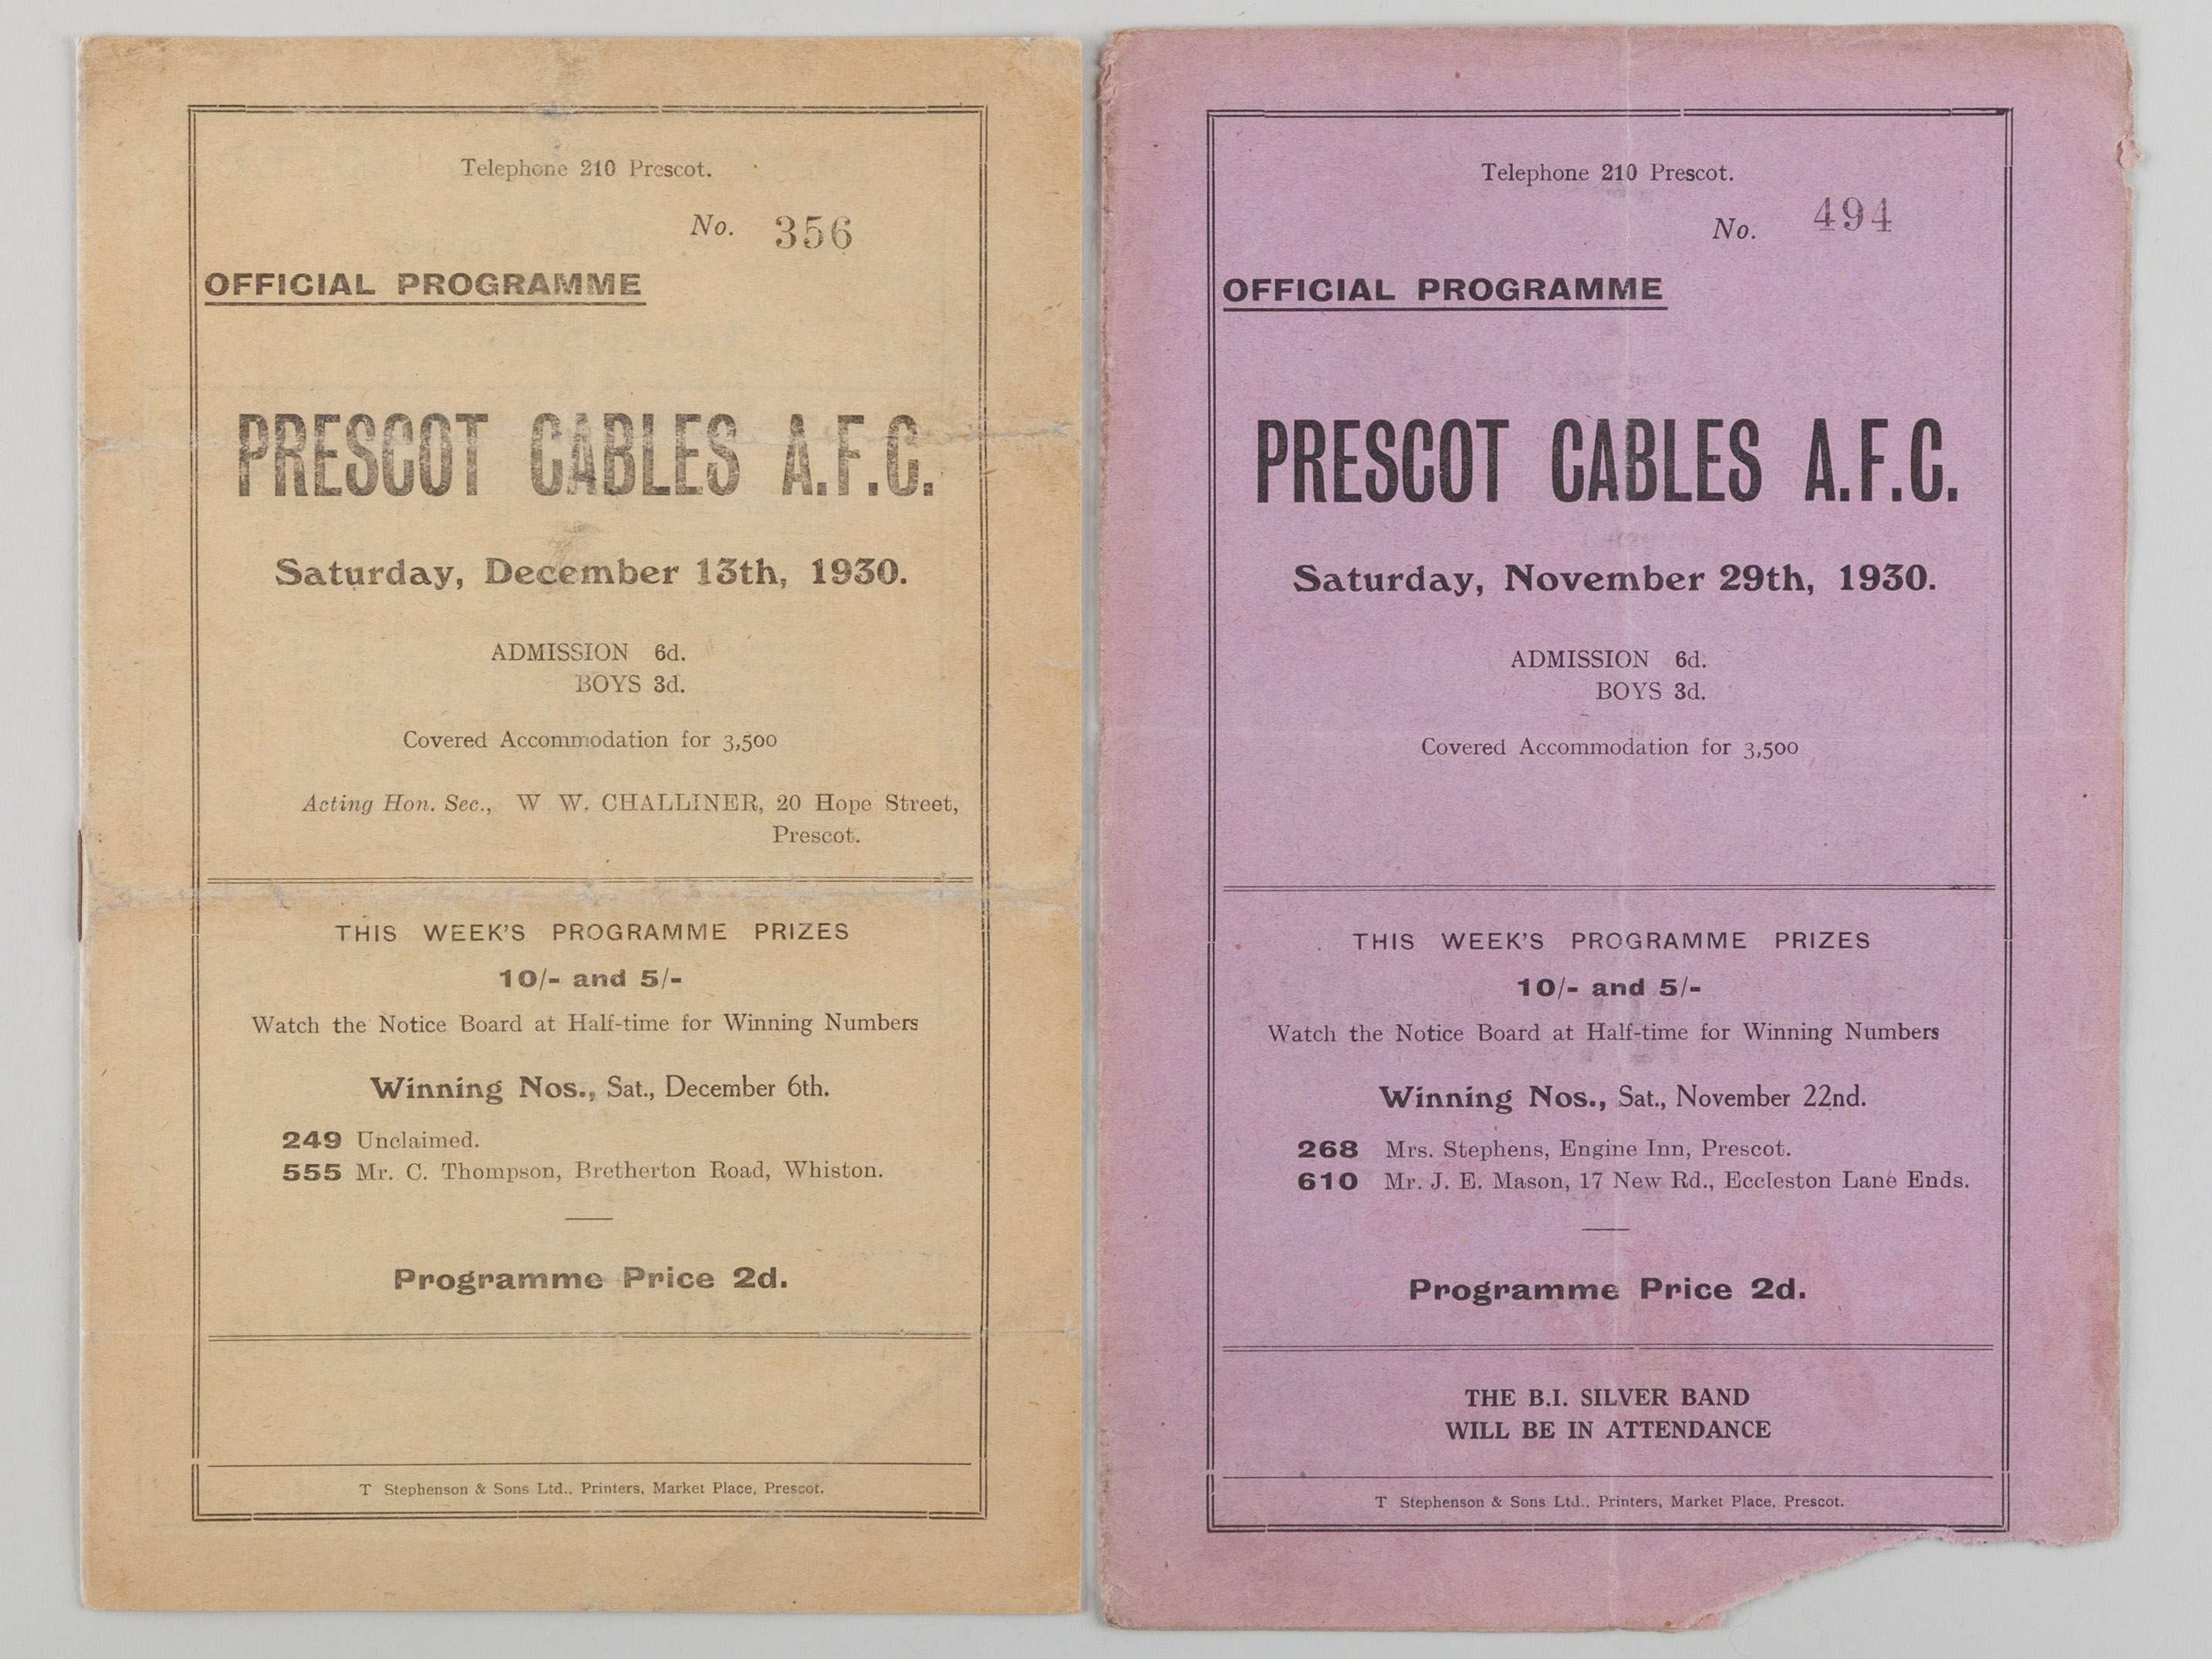 Telephone 210 Prescot.
No. 356
OFFICIAL PROGRAMME
PRESCOT CABLES A.F.C.
Saturday, December 13th, 1930.
ADMISSION 6d.
BOYS 3d.
Covered Accommodation for 3,500
Acting Hon. Sec., W W. CHALLINER, 20 Hope Street,
Prescot.
THIS WEEK'S PROGRAMME PRIZES
10/- and 5/-
Watch the Notice Board at Half-time for Winning Numbers
Winning Nos., Sat., December 6th.
249 Unclaimed.
555 Mr. C. Thompson, Bretherton Road, Whiston.
Programme Price 2d.
T Stephenson & Sons Ltd., Printers, Market Place, Prescot.
Telephone 210 Prescot.
No. 494
OFFICIAL PROGRAMME
PRESCOT CABLES A.F.C.
Saturday, November 29th, 1930.
ADMISSION 6d.
BOYS 3d.
Covered Accommodation for 3,500
THIS WEEK'S PROGRAMME PRIZES
10/- and 5/-
Watch the Notice Board at Half-time for Winning Numbers
Winning Nos., Sat., November 22nd.
268 Mrs. Stephens, Engine Inn, Prescot.
610 Mr. J. E. Mason, 17 New Rd., Eccleston Lane Ends.
Programme Price 2d.
THE B.I. SILVER BAND
WILL BE IN ATTENDANCE
T Stephenson & Sons Ltd., Printers, Market Place, Prescot.